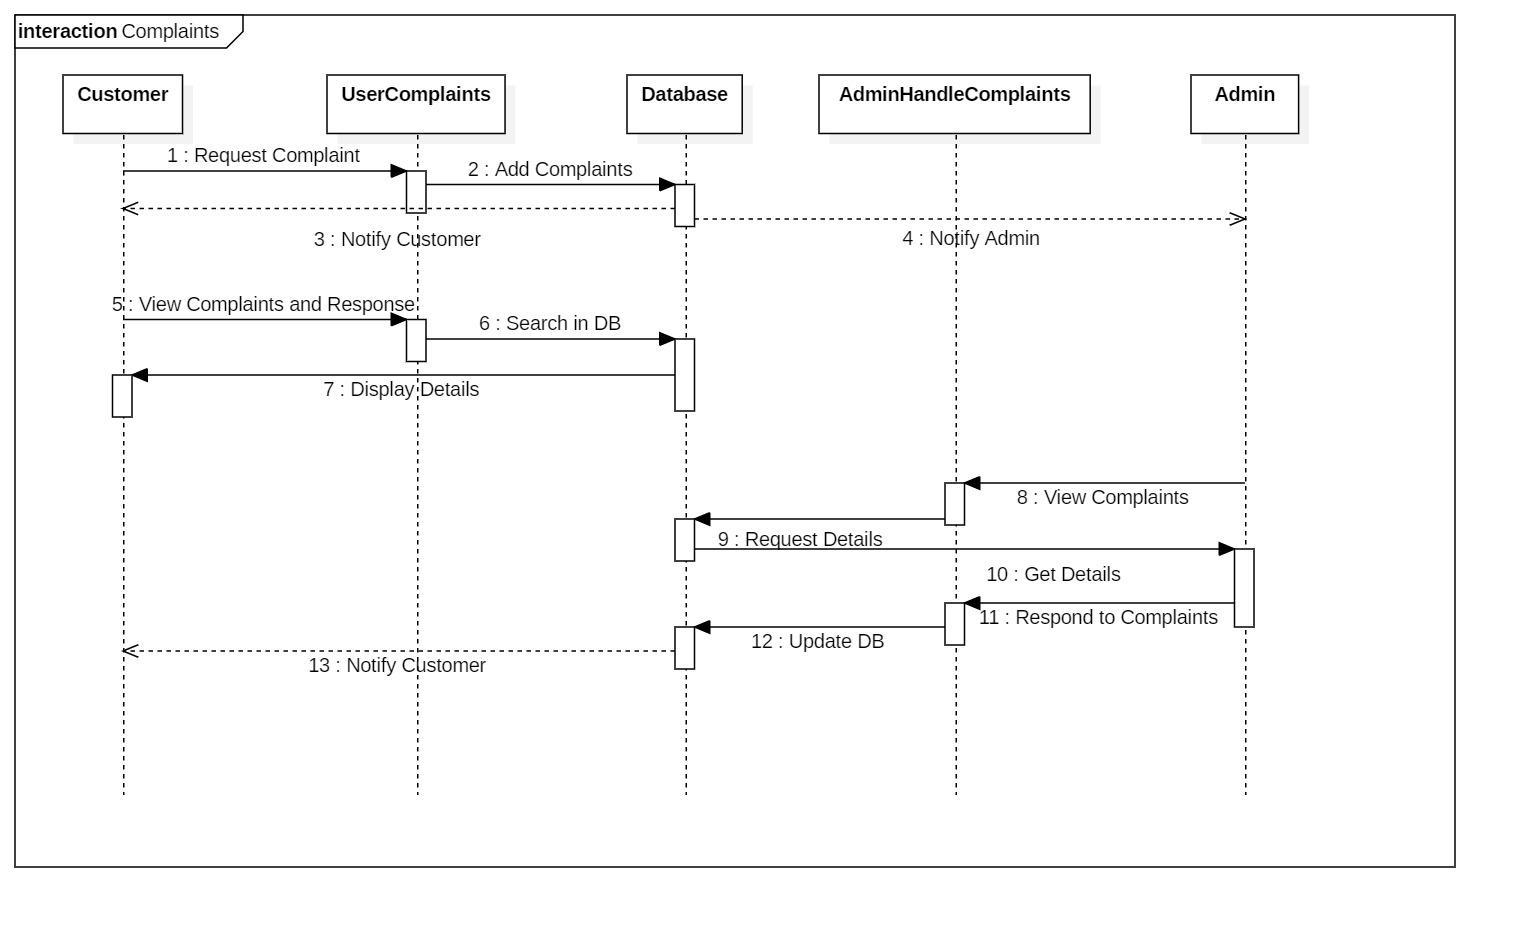 interaction Complaints
Customer
UserComplaints
Database
AdminHandleComplaints
Admin
1 : Request Complaint
2 : Add Complaints
3 : Notify Customer
4 : Notify Admin
5 : View Complaints and Response
6 : Search in DB
7 : Display Details
8 : View Complaints
9 : Request Details
10 : Get Details
11 : Respond to Complaints
12 : Update DB
13 : Notify Customer